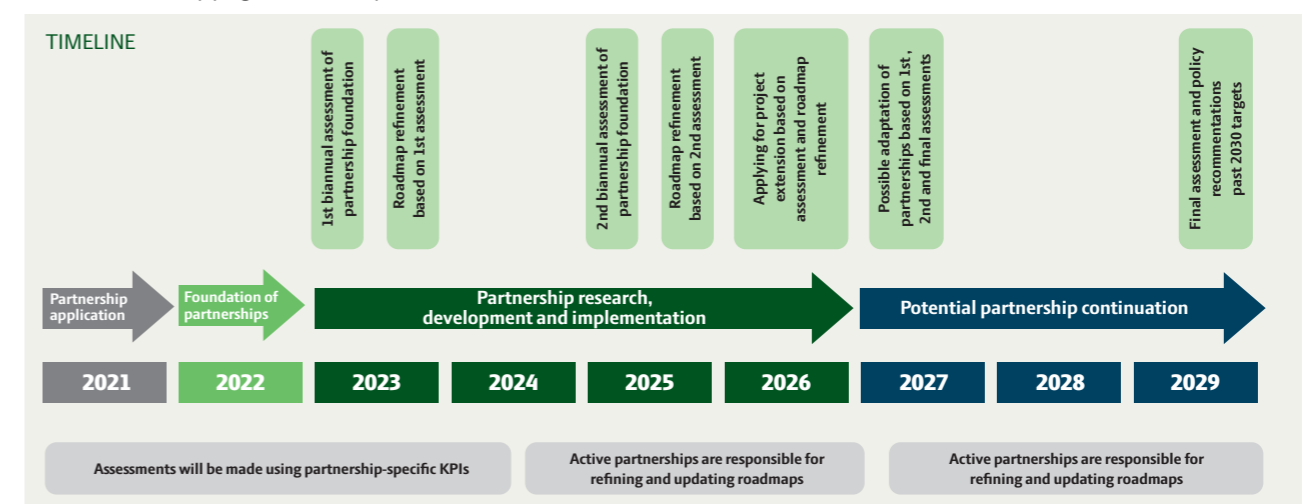 TIMELINE
1st biannual assessment of
partnership foundation
Roadmap refinement
based on 1st assessment
2nd biannual assessment of
partnership foundation
Roadmap refinement
based on 2nd assessment
Applying for project
extension based on
assessment and roadmap
refinement
Possible adaptation of
partnerships based on 1st ,
2nd and final assessments
Final assessment and policy
recommentations
past 2030 targets
Partnership
application
Foundation of
partnerships
Partnership research,
development and implementation
Potential partnership continuation
2021
2022
2023
2024
2025
2026
2027
2028
2029
Assessments will be made using partnership-specific KPIs
Active partnerships are responsible for
refining and updating roadmaps
Active partnerships are responsible for
refining and updating roadmaps